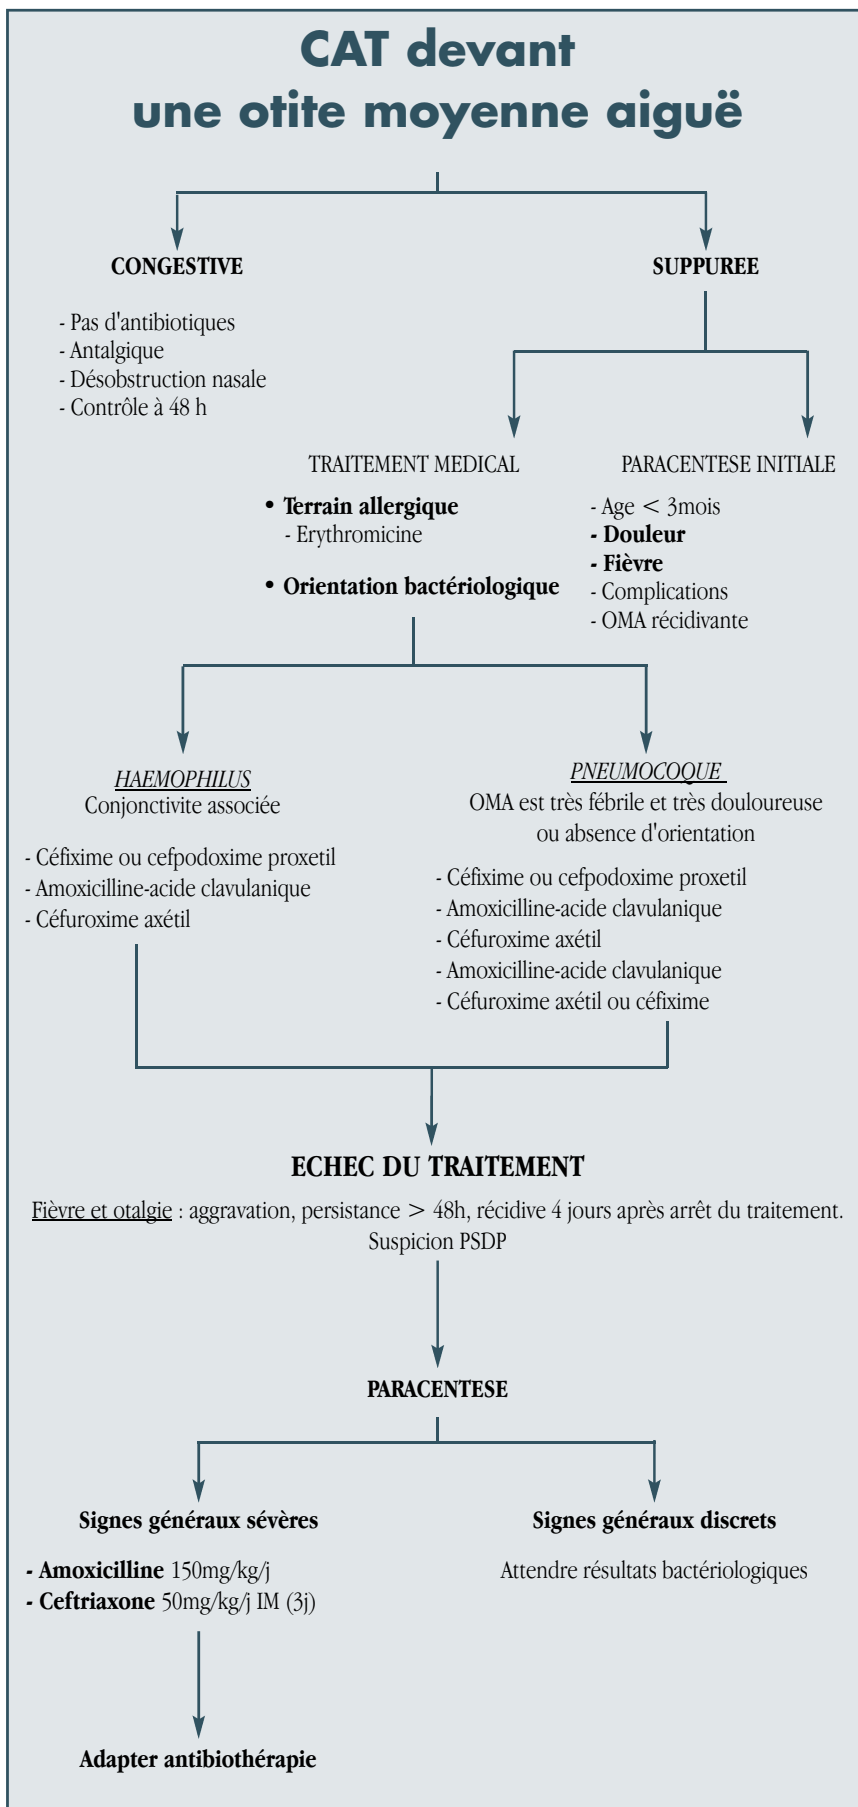 CAT devant
une otite moyenne aiguë
CONGESTIVE
- Pas d'antibiotiques
- Antalgique
- Désobstruction nasale
- Contrôle à 48 h
SUPPUREE
TRAITEMENT MEDICAL
• Terrain allergique
- Erythromicine
• Orientation bactériologique
PARACENTESE INITIALE
- Age < 3mois
- Douleur
- Fièvre
- Complications
- OMA récidivante
HAEMOPHILUS
Conjonctivite associée
- Céfixime ou cefpodoxime proxetil
- Amoxicilline-acide clavulanique
- Céfuroxime axétil
PNEUMOCOQUE
OMA est très fébrile et très douloureuse
ou absence d'orientation
- Céfixime ou cefpodoxime proxetil
- Amoxicilline-acide clavulanique
- Céfuroxime axétil
- Amoxicilline-acide clavulanique
- Céfuroxime axétil ou céfixime
ECHEC DU TRAITEMENT
Fièvre et otalgie : aggravation, persistance > 48h, récidive 4 jours après arrêt du traitement.
Suspicion PSDP
PARACENTESE
Signes généraux sévères
- Amoxicilline 150mg/kg/j
- Ceftriaxone 50mg/kg/j IM (3j)
Adapter antibiothérapie
Signes généraux discrets
Attendre résultats bactériologiques